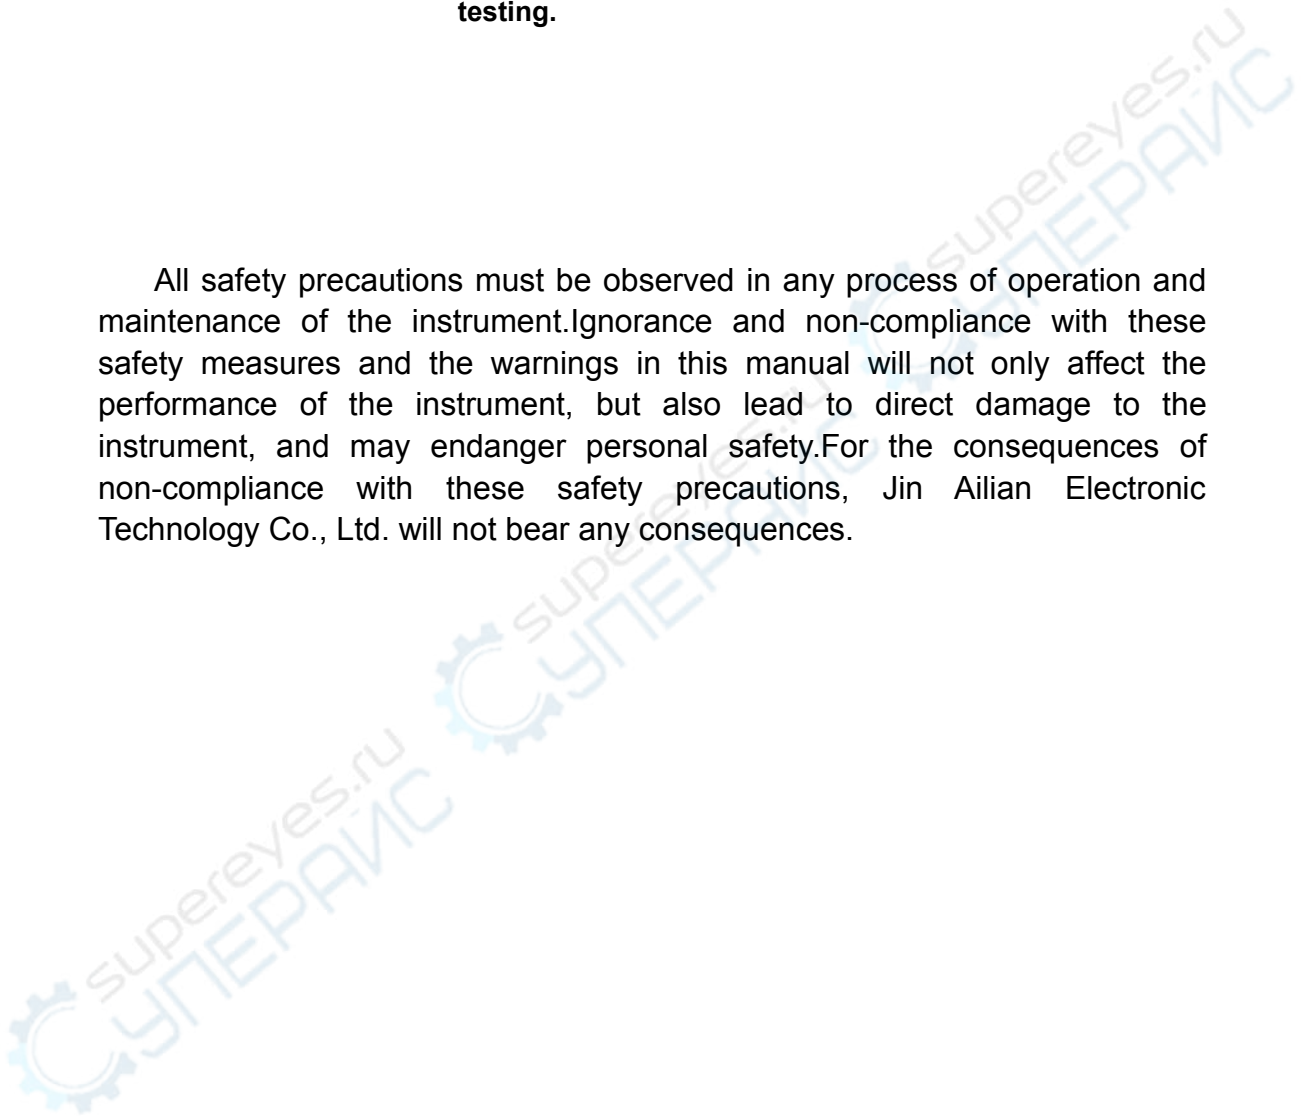 testing.
All safety precautions must be observed in any process of operation and
maintenance of the instrument.Ignorance and non-compliance with these
safety measures and the warnings in this manual will not only affect the
performance of the instrument, but also lead to direct damage to the
instrument, and may endanger personal safety.For the consequences of
non-compliance with these safety precautions, Jin Ailian Electronic
Technology Co., Ltd. will not bear any consequences.
supereyes.ru
СУПЕРАЙС
supereyes.ru
СУПЕРАЙС
supereyes.ru
СУПЕРАЙС